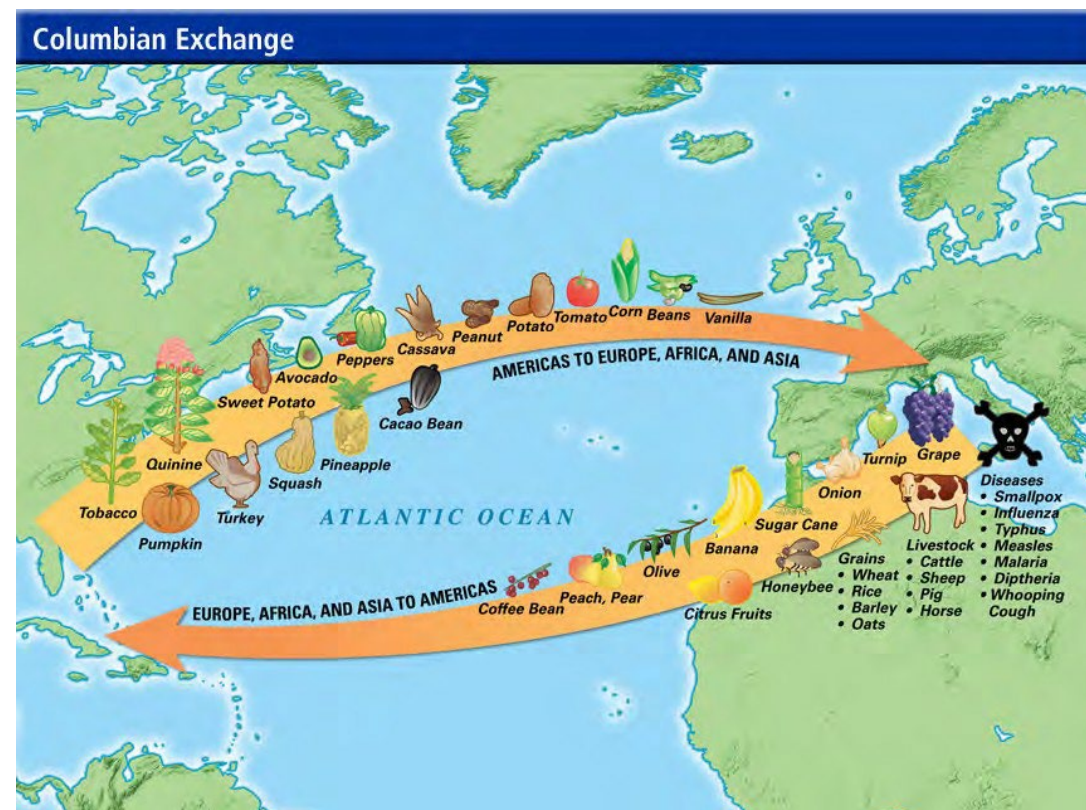 Columbian Exchange
Tobacco
Quinine
Pumpkin
Turkey
Sweet Potato
Avocado
Squash
Pineapple
Peppers
Cassava
Cacao Bean
Peanut
Potato
Tomato
Corn
Beans
Vanilla
AMERICAS TO EUROPE, AFRICA, AND ASIA
ATLANTIC OCEAN
EUROPE, AFRICA, AND ASIA TO AMERICAS
Coffee Bean
Peach, Pear
Olive
Citrus Fruits
Banana
Sugar Cane
Honeybee
Onion
Turnip
Grape
Grains
• Wheat
• Rice
• Barley
• Oats
Livestock
• Cattle
• Sheep
• Pig
• Horse
Diseases
• Smallpox
• Influenza
• Typhus
• Measles
• Malaria
• Diptheria
• Whooping
Cough